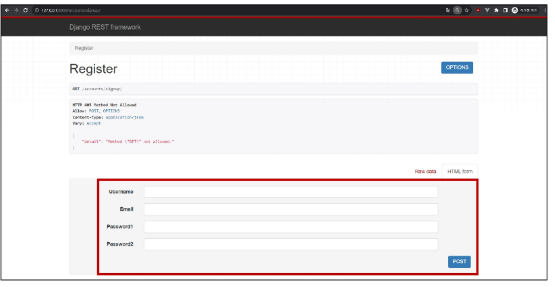 Django REST framework
Register
Register
OPTIONS
GET /accounts/signup/
HTTP 405 Method Not Allowed
Allow: POST, OPTIONS
Content-Type: application/json
Vary: Accept
{
"detail": "Method \"GET\" not allowed."
}
Raw data
HTML form
Username
Email
Password1
Password2
POST